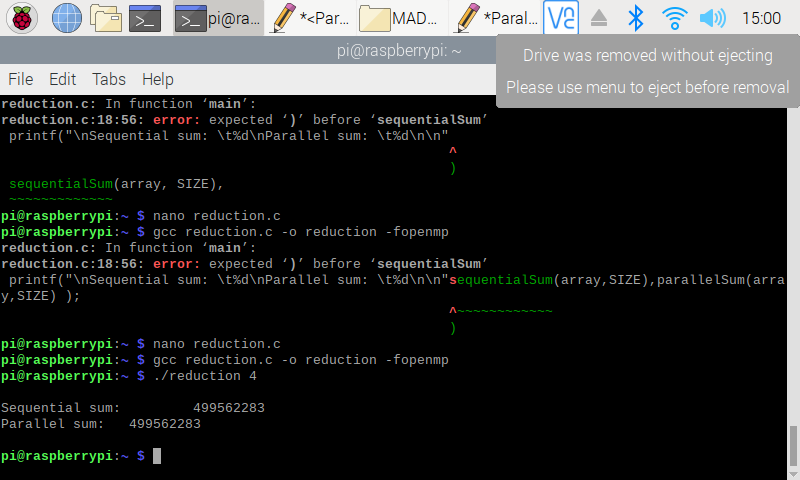 pi@ra...
*<Par...
MAD...
*Paral...
15:00
pi@raspberrypi: ~
Drive was removed without ejecting
Please use menu to eject before removal
File Edit Tabs Help
reduction.c: In function ‘main’:
reduction.c:18:56: error: expected ‘)’ before ‘sequentialSum’
 printf("\nSequential sum: \t%d\nParallel sum: \t%d\n\n"
^
)
 sequentialSum(array, SIZE),
 ~~~~~~~~~~~~~
pi@raspberrypi:~ $ nano reduction.c
pi@raspberrypi:~ $ gcc reduction.c -o reduction -fopenmp
reduction.c: In function ‘main’:
reduction.c:18:56: error: expected ‘)’ before ‘sequentialSum’
 printf("\nSequential sum: \t%d\nParallel sum: \t%d\n\n"sequentialSum(array,SIZE),parallelSum(arra
y,SIZE) );
^~~~~~~~~~~~~
)
pi@raspberrypi:~ $ nano reduction.c
pi@raspberrypi:~ $ gcc reduction.c -o reduction -fopenmp
pi@raspberrypi:~ $ ./reduction 4
Sequential sum: 499562283
Parallel sum: 499562283
pi@raspberrypi:~ $